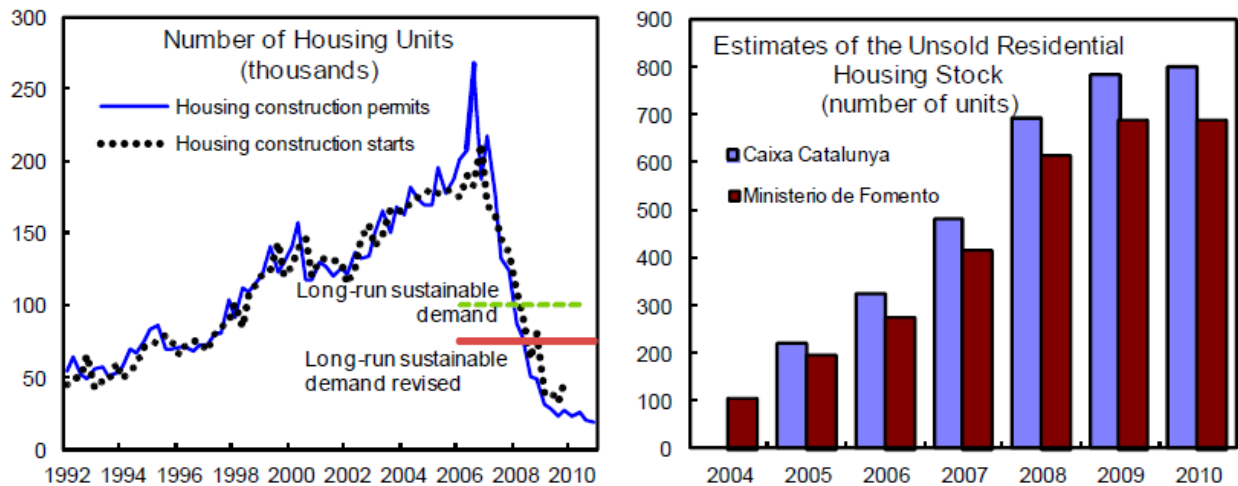 Number of Housing Units
(thousands)
Housing construction permits
Housing construction starts
Long-run sustainable
demand
Long-run sustainable
demand revised
300
250
200
150
100
50
0
1992 1994 1996 1998 2000 2002 2004 2006 2008 2010
Estimates of the Unsold Residential
Housing Stock
(number of units)
Caixa Catalunya
Ministerio de Fomento
900
800
700
600
500
400
300
200
100
0
2004 2005 2006 2007 2008 2009 2010